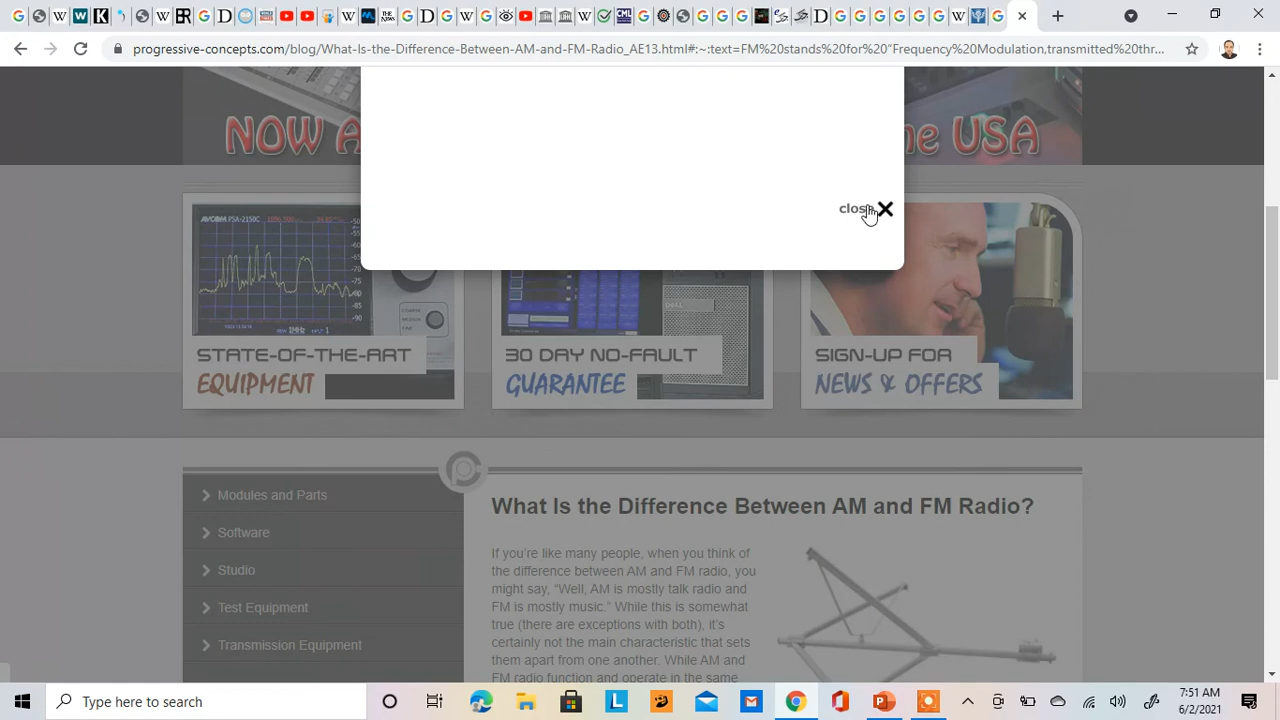 progressive-concepts.com/blog/What-Is-the-Difference-Between-AM-and-FM-Radio_AE13.html#:~:text=FM%20stands%20for%20“Frequency%20Modulation,transmitted%20thr...
NOW A
he USA
close
AVCOM PSA-2150C
1MHz
DELL
STATE-OF-THE-ART
EQUIPMENT
30 DAY NO-FAULT
GUARANTEE
SIGN-UP FOR
NEWS & OFFERS
Modules and Parts
Software
Studio
Test Equipment
Transmission Equipment
What Is the Difference Between AM and FM Radio?
If you're like many people, when you think of
the difference between AM and FM radio, you
might say, “Well, AM is mostly talk radio and
FM is mostly music.” While this is somewhat
true (there are exceptions with both), it's
certainly not the main characteristic that sets
them apart from one another. While AM and
FM radio function and operate in the same
Type here to search
7:51 AM
6/2/2021